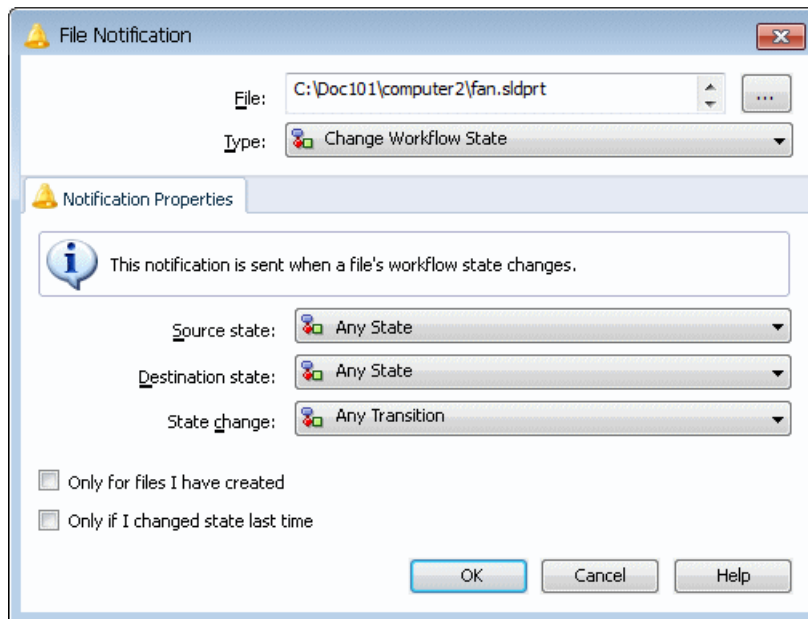 File Notification
File:
C:\Doc101\computer2\fan.sldprt
...
Type:
Change Workflow State
Notification Properties
This notification is sent when a file's workflow state changes.
Source state:
Any State
Destination state:
Any State
State change:
Any Transition
Only for files I have created
Only if I changed state last time
OK
Cancel
Help